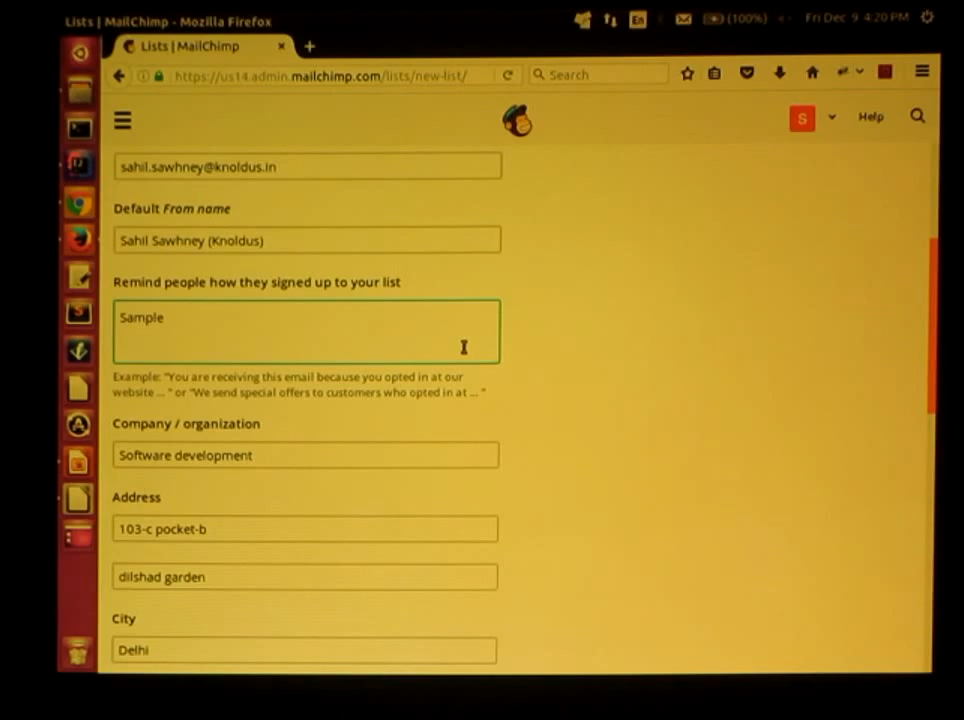 Lists | MailChimp - Mozilla Firefox
En
(100%)
Fri Dec 9 4:20 PM
Lists | MailChimp
https://us14.admin.mailchimp.com/lists/new-list/
Search
S
Help
sahil.sawhney@knoldus.in
Default From name
Sahil Sawhney (Knoldus)
Remind people how they signed up to your list
Sample
Example: "You are receiving this email because you opted in at our
website ... " or "We send special offers to customers who opted in at ... "
Company / organization
Software development
Address
103-c pocket-b
dilshad garden
City
Delhi